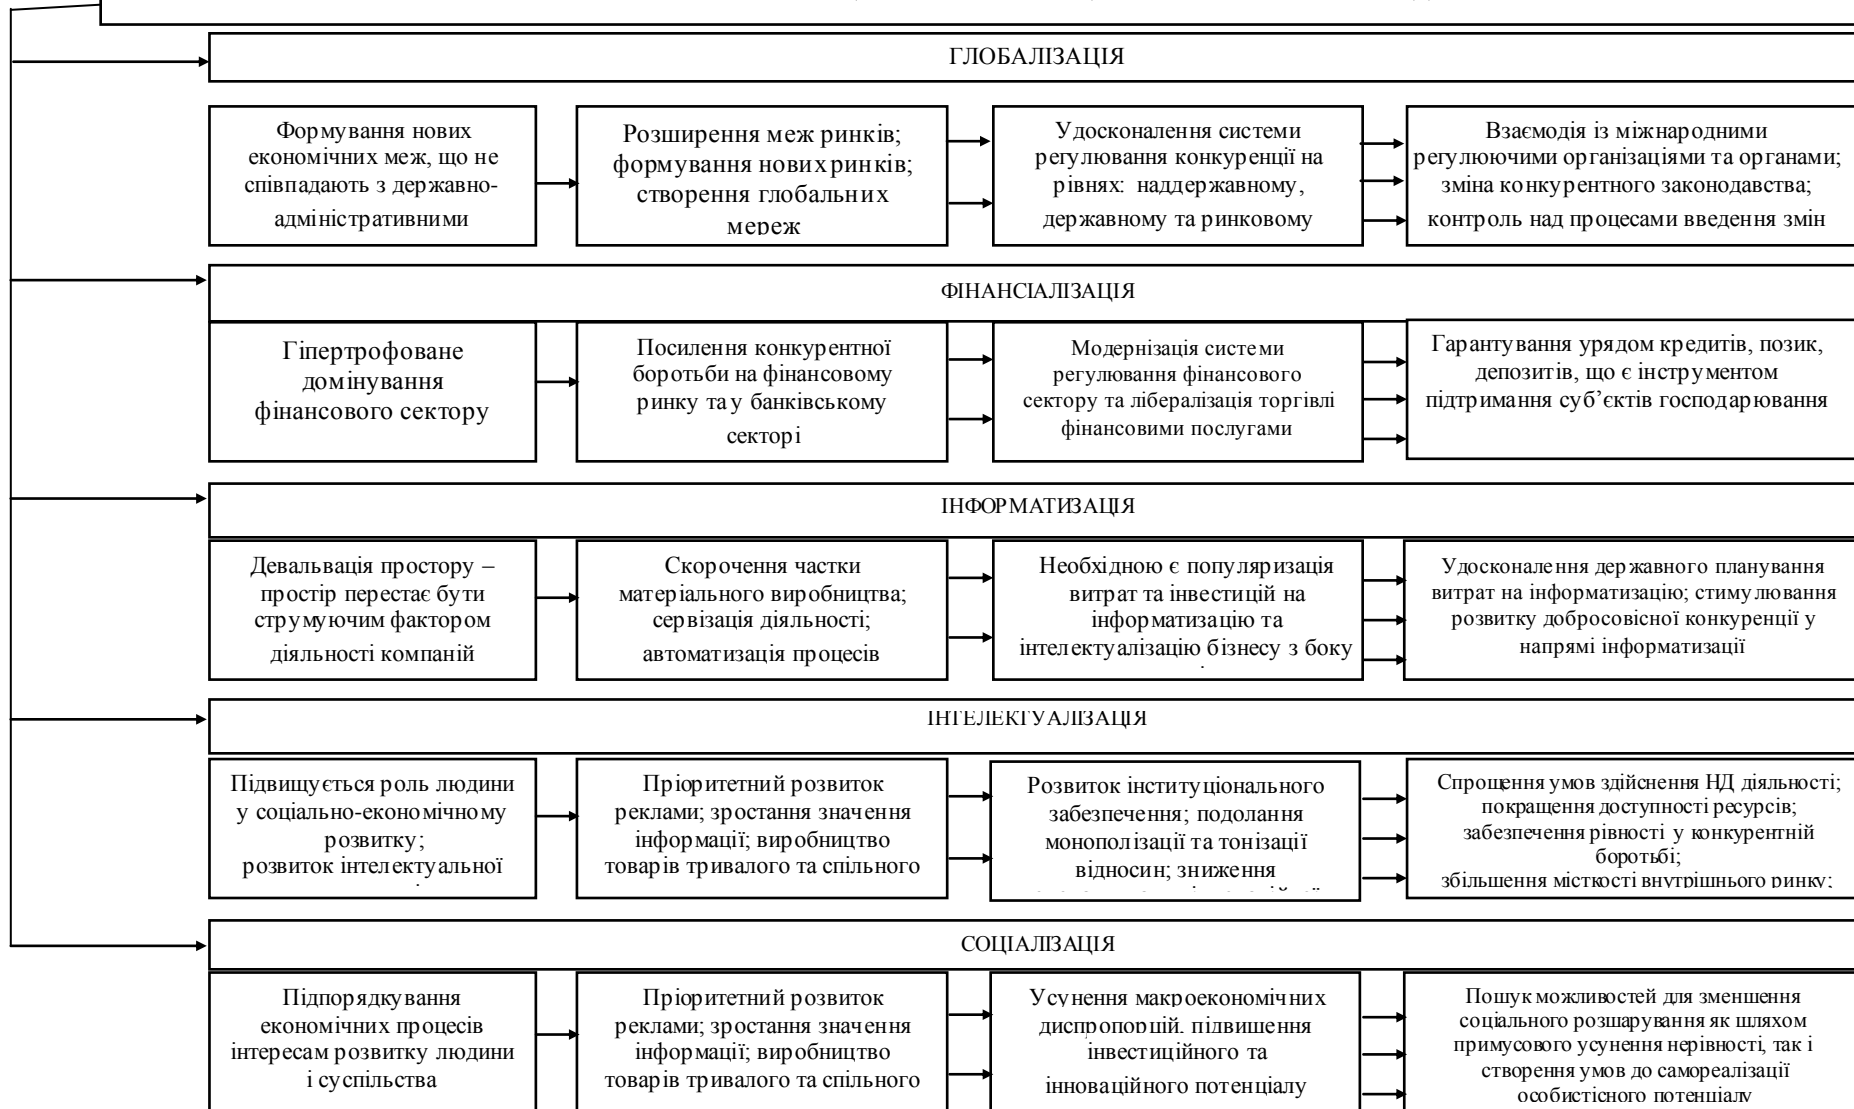 ГЛОБАЛІЗАЦІЯ
Формування нових
економічних меж, що не
співпадають з державно-
адміністративними
Розширення меж ринків;
формування нових ринків;
створення глобальних
мереж
Удосконалення системи
регулювання конкуренції на
рівнях: наддержавному,
державному та ринковому
Взаємодія із міжнародними
регулюючими організаціями та органами;
зміна конкурентного законодавства;
контроль над процесами введення змін
ФІНАНСІАЛІЗАЦІЯ
Гіпертрофоване
домінування
фінансового сектору
Посилення конкурентної
боротьби на фінансовому
ринку та у банківському
секторі
Модернізація системи
регулювання фінансового
сектору та лібералізація торгівлі
фінансовими послугами
Гарантування урядом кредитів, позик,
депозитів, що є інструментом
підтримання суб’єктів господарювання
ІНФОРМАТИЗАЦІЯ
Девальвація простору –
простір перестає бути
струмуючим фактором
діяльності компаній
Скорочення частки
матеріального виробництва;
сервізація діяльності;
автоматизація процесів
Необхідною є популяризація
витрат та інвестицій на
інформатизацію та
інтелектуалізацію бізнесу з боку
Удосконалення державного планування
витрат на інформатизацію; стимулювання
розвитку добросовісної конкуренції у
напрямі інформатизації
ІНТЕЛЕКТУАЛІЗАЦІЯ
Підвищується роль людини
у соціально-економічному
розвитку;
розвиток інтелектуальної
Пріоритетний розвиток
реклами; зростання значення
інформації; виробництво
товарів тривалого та спільного
Розвиток інституціонального
забезпечення; подолання
монополізації та тонізації
відносин; зниження
Спрощення умов здійснення НД діяльності;
покращення доступності ресурсів;
забезпечення рівності у конкурентній
боротьбі;
збільшення місткості внутрішнього ринку;
СОЦІАЛІЗАЦІЯ
Підпорядкування
економічних процесів
інтересам розвитку людини
і суспільства
Пріоритетний розвиток
реклами; зростання значення
інформації; виробництво
товарів тривалого та спільного
Усунення макроекономічних
диспропорцій, підвищення
інвестиційного та
інноваційного потенціалу
Пошук можливостей для зменшення
соціального розшарування як шляхом
примусового усунення нерівності, так і
створення умов до самореалізації
особистісного потенціалу